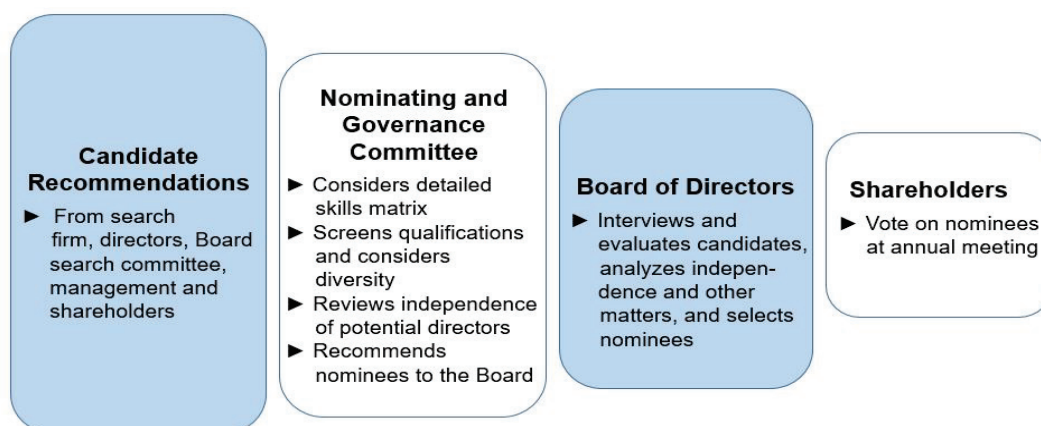 Candidate
Recommendations
► From search
firm, directors, Board
search committee,
management and
shareholders
Nominating and
Governance
Committee
► Considers detailed
skills matrix
► Screens qualifications
and considers
diversity
► Reviews independence
of potential directors
► Recommends
nominees to the Board
Board of Directors
► Interviews and
evaluates candidates,
analyzes indepen-
dence and other
matters, and selects
nominees
Shareholders
► Vote on nominees
at annual meeting